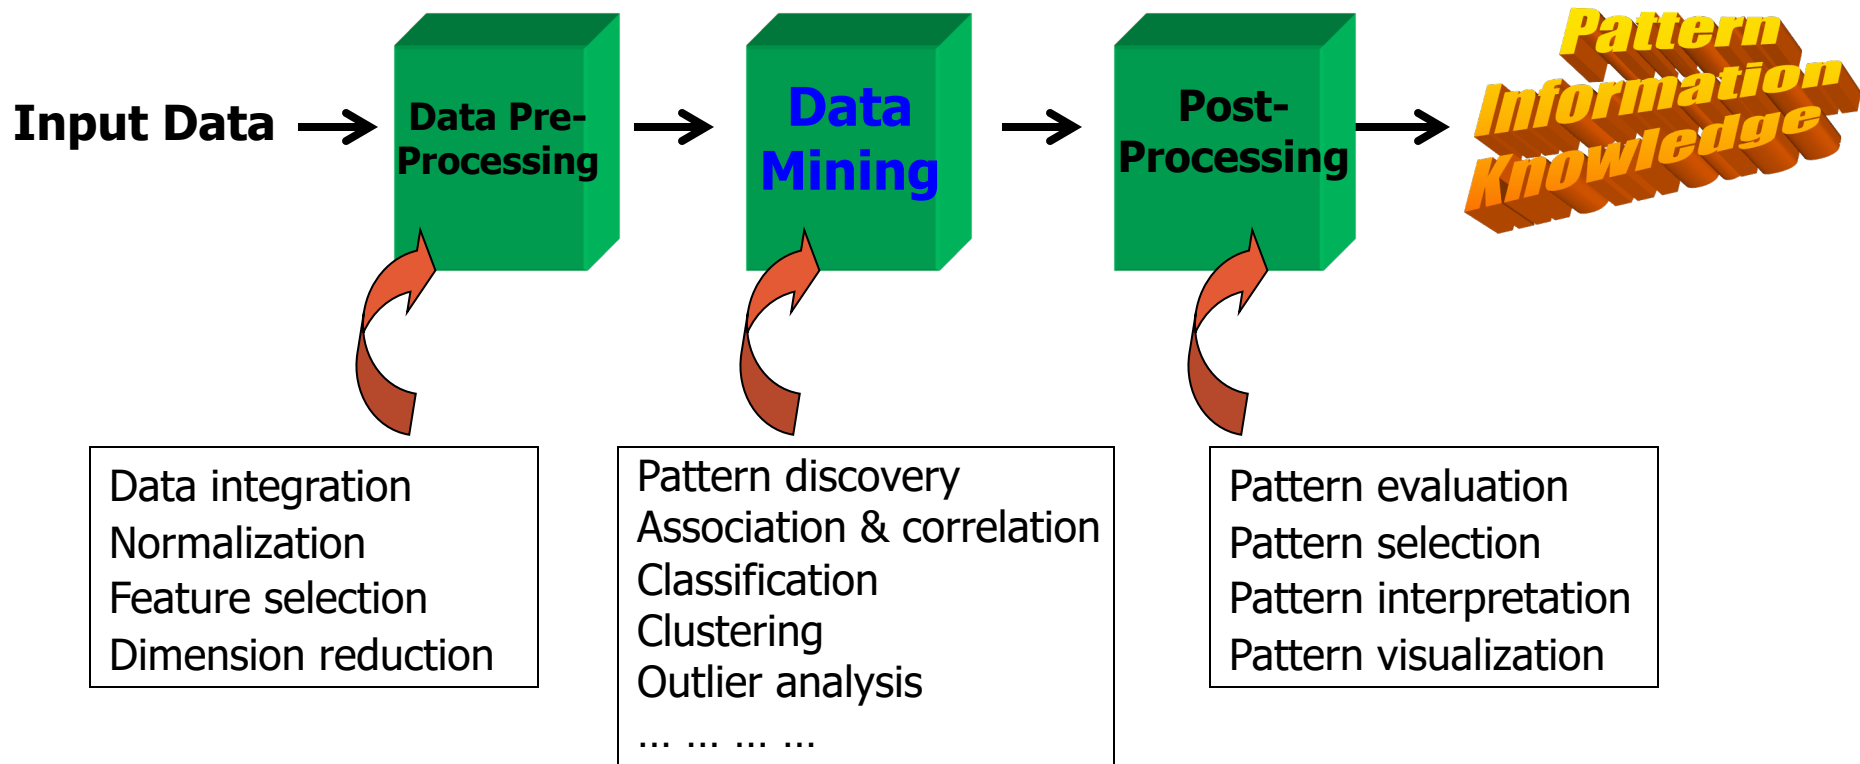 Input Data
Data Pre-
Processing
Data
Mining
Post-
Processing
Pattern
Information
Knowledge
Data integration
Normalization
Feature selection
Dimension reduction
Pattern discovery
Association & correlation
Classification
Clustering
Outlier analysis
… … … …
Pattern evaluation
Pattern selection
Pattern interpretation
Pattern visualization